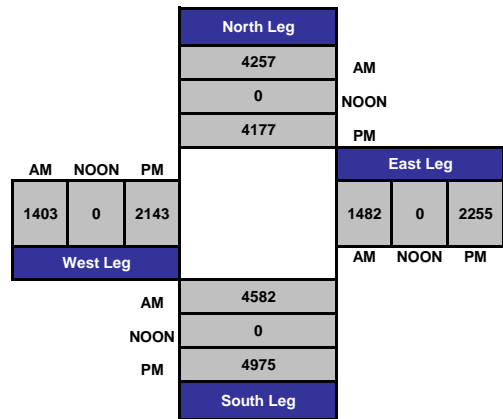 North Leg
4257 AM
0 NOON
4177 PM
AM NOON PM
East Leg
1403 0 2143
1482 0 2255
West Leg
AM NOON PM
AM 4582
NOON 0
PM 4975
South Leg